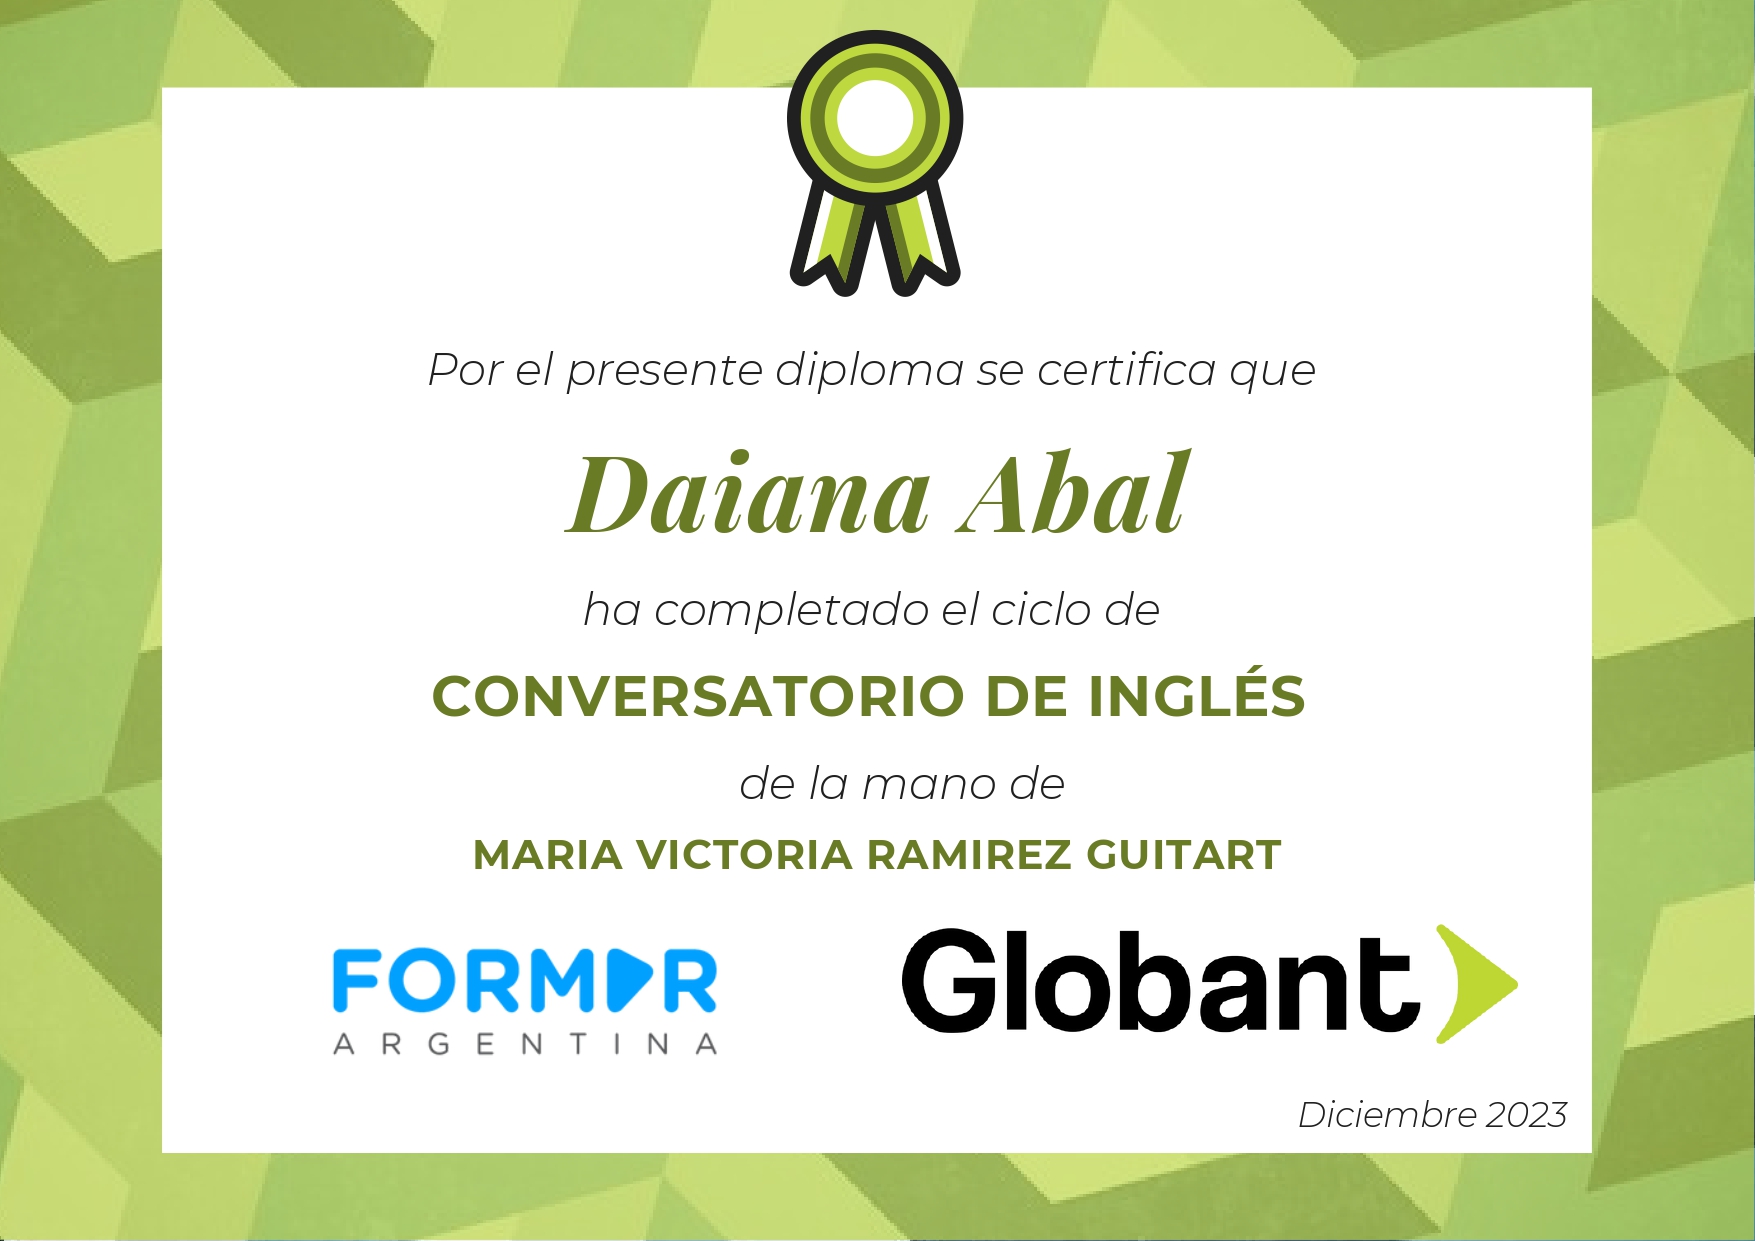 Por el presente diploma se certifica que
Daiana Abal
ha completado el ciclo de
CONVERSATORIO DE INGLÉS
de la mano de
MARIA VICTORIA RAMIREZ GUITART
FORMAR
ARGENTINA
Globant
Diciembre 2023